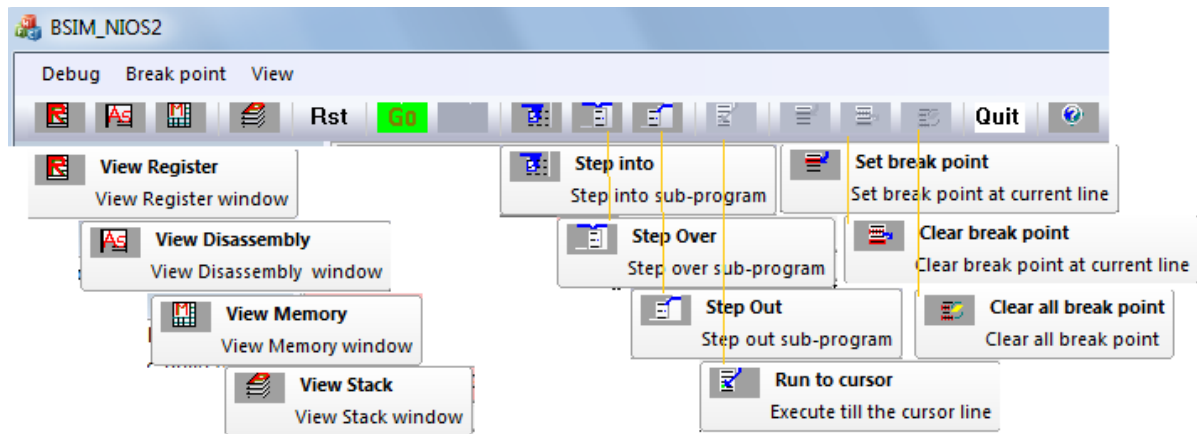 BSIM_NIOS2
Debug Break point View
Rst Go Quit
View Register
View Register window
Step into
Step into sub-program
Set break point
Set break point at current line
View Disassembly
View Disassembly window
Step Over
Step over sub-program
Clear break point
Clear break point at current line
View Memory
View Memory window
Step Out
Step out sub-program
Clear all break point
Clear all break point
View Stack
View Stack window
Run to cursor
Execute till the cursor line